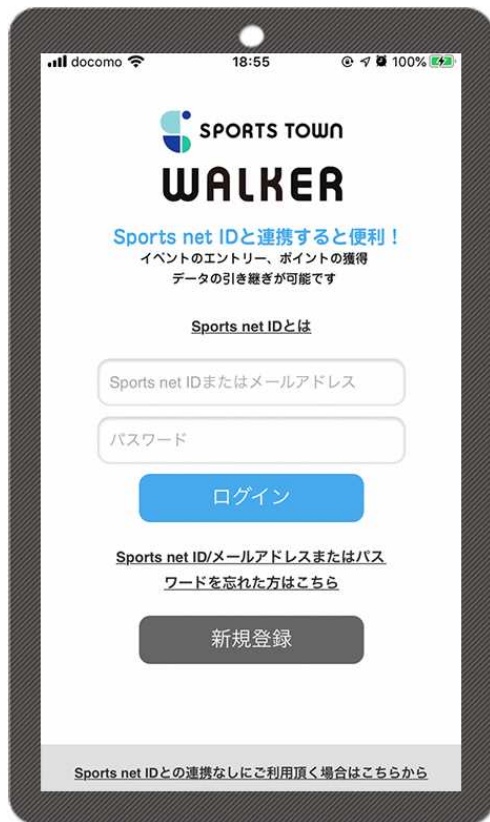 docomo 18:55 100%
SPORTS TOWN
WALKER
Sports net IDと連携すると便利！
イベントのエントリー、ポイントの獲得
データの引き継ぎが可能です
Sports net IDとは
Sports net IDまたはメールアドレス
パスワード
ログイン
Sports net ID/メールアドレスまたはパス
ワードを忘れた方はこちら
新規登録
Sports net IDとの連携なしにご利用頂く場合はこちらから